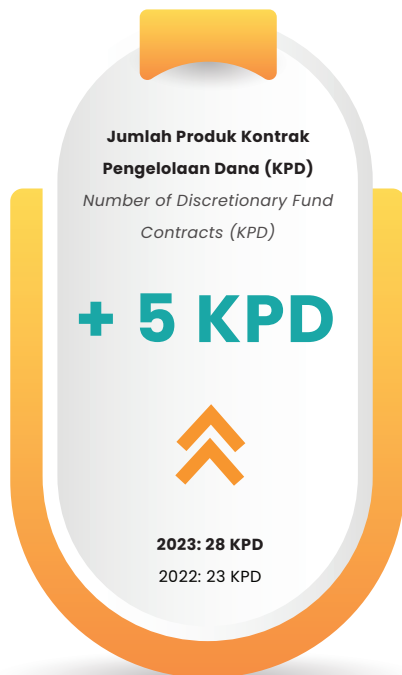 Jumlah Produk Kontrak
Pengelolaan Dana (KPD)
Number of Discretionary Fund
Contracts (KPD)
+ 5 KPD
2023: 28 KPD
2022: 23 KPD